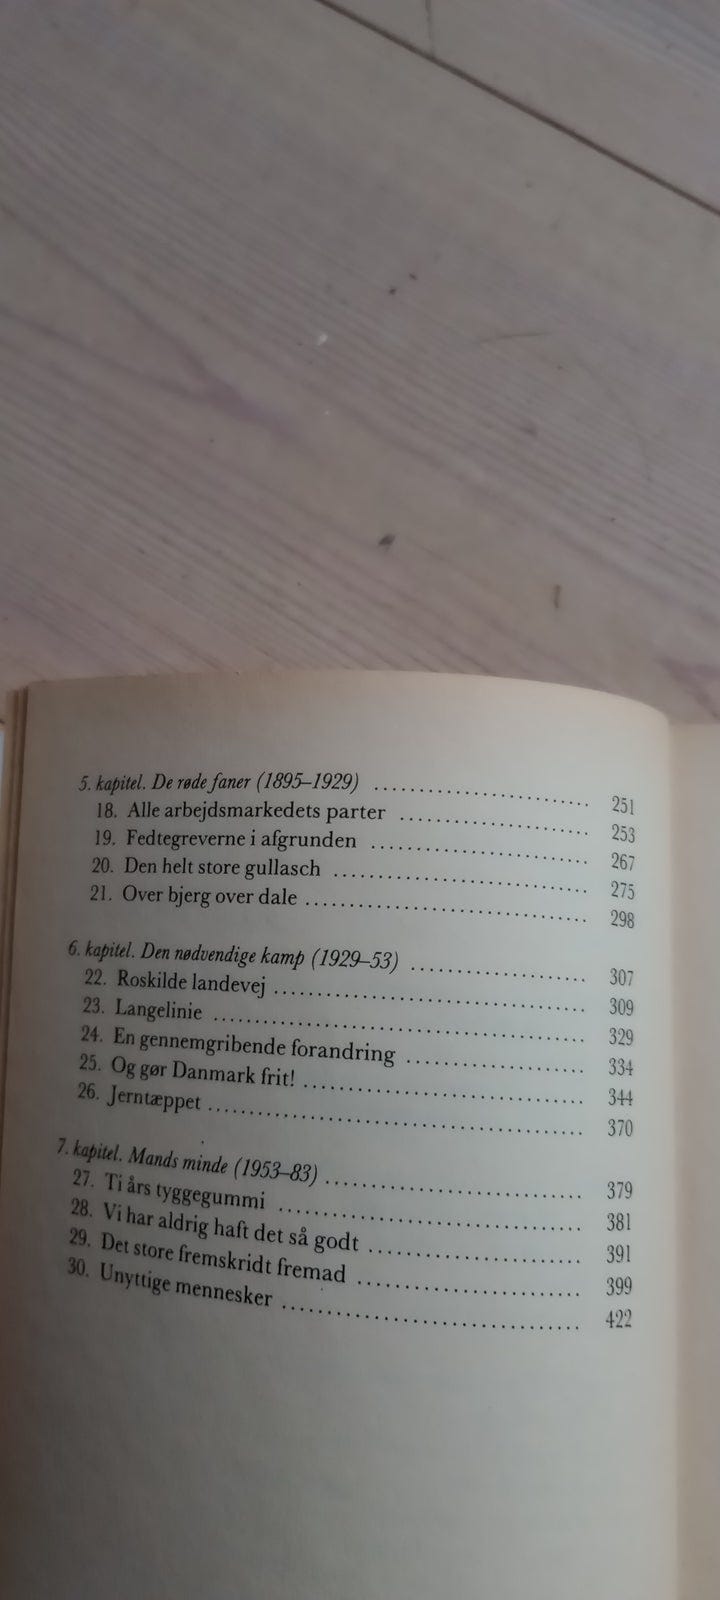 5. kapitel. De røde faner (1895–1929) .......................... 251
18. Alle arbejdsmarkedets parter .......................... 253
19. Fedtegreverne i afgrunden .......................... 267
20. Den helt store gullasch .......................... 275
21. Over bjerg over dale .......................... 298
6. kapitel. Den nødvendige kamp (1929–53) .......................... 307
22. Roskilde landevej .......................... 309
23. Langelinie .......................... 329
24. En gennemgribende forandring .......................... 334
25. Og gør Danmark frit! .......................... 344
26. Jerntæppet .......................... 370
7. kapitel. Mands minde (1953–83) .......................... 379
27. Ti års tyggegummi .......................... 381
28. Vi har aldrig haft det så godt .......................... 391
29. Det store fremskridt fremad .......................... 399
30. Unyttige mennesker .......................... 422